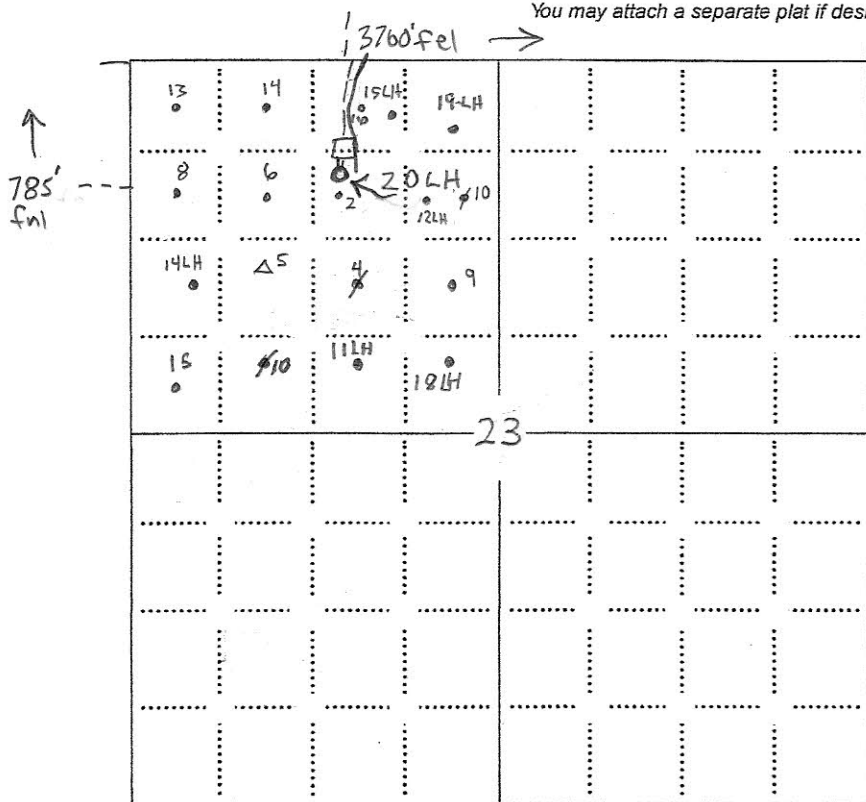 You may attach a separate plat if des
3760' fel
13 14 15LH 19-LH
16
785'
fnl
8 6 20LH 10
2 12LH
14LH 5 4 9
15 10 11LH 18LH
23